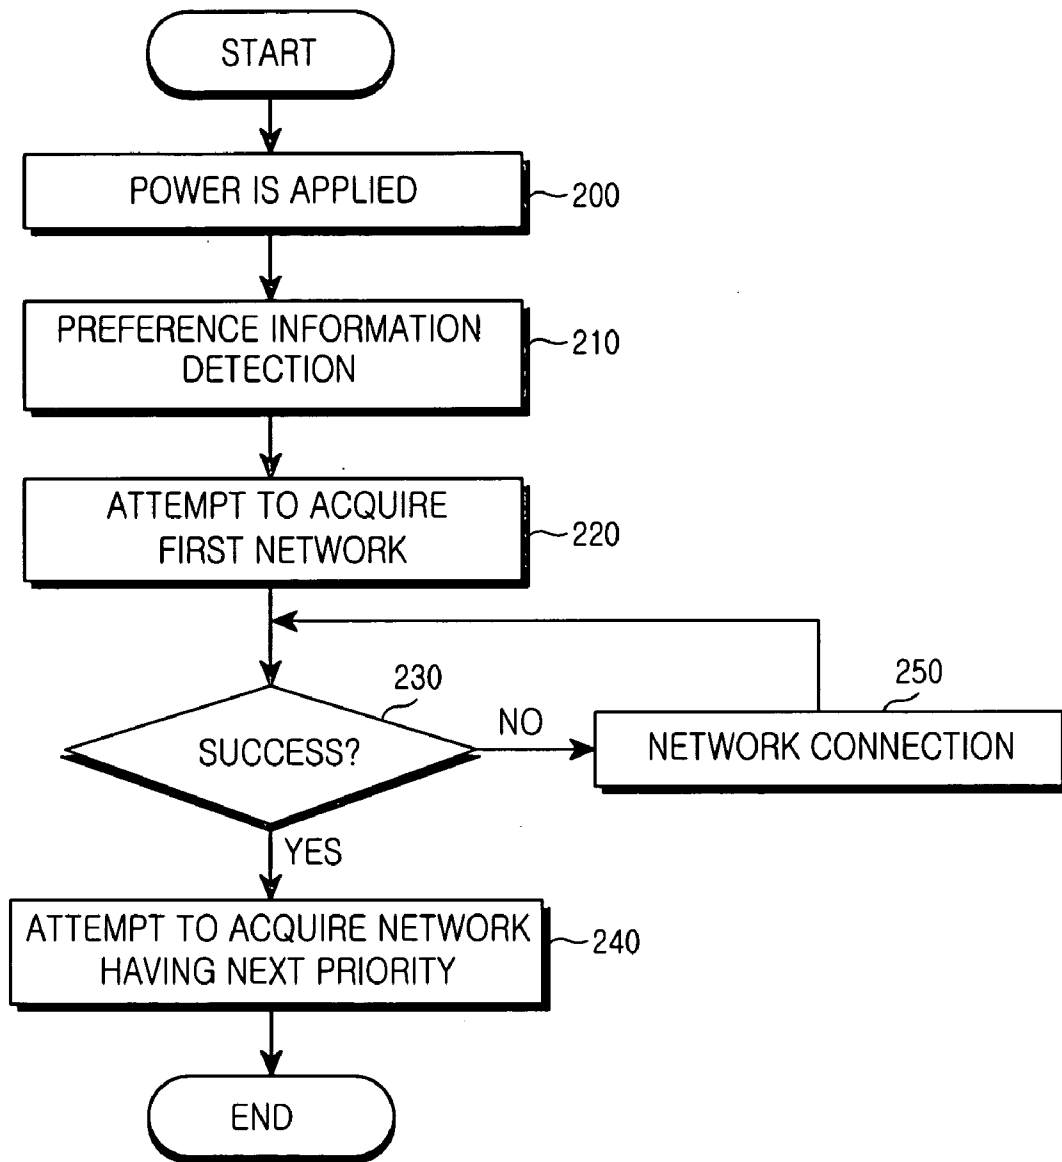 START
POWER IS APPLIED
200
PREFERENCE INFORMATION
DETECTION
210
ATTEMPT TO ACQUIRE
FIRST NETWORK
220
230
SUCCESS?
NO
250
NETWORK CONNECTION
YES
ATTEMPT TO ACQUIRE NETWORK
HAVING NEXT PRIORITY
240
END